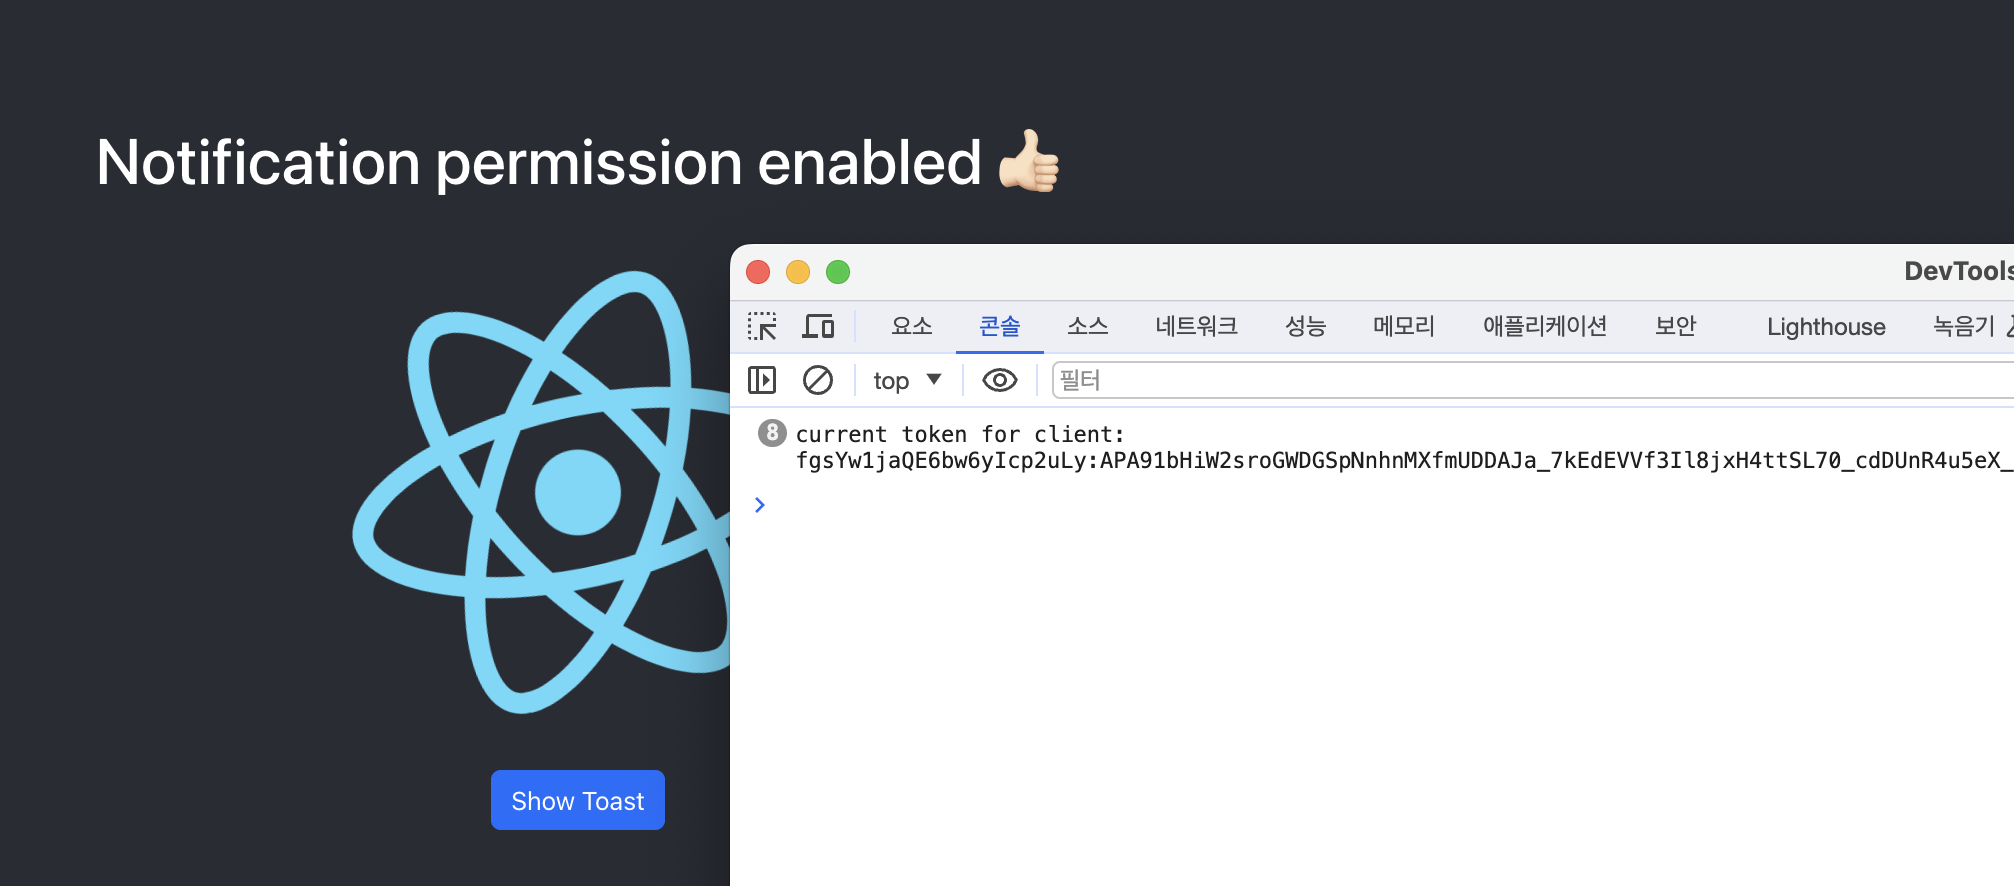 Notification permission enabled 👍🏻
DevTools
요소 콘솔 소스 네트워크 성능 메모리 애플리케이션 보안 Lighthouse 녹음기
top ▼ 필터
8 current token for client:
fgsYw1jaQE6bw6yIcp2uLy:APA91bHiW2sroGWDGSpNnhnMXfmUDDAJa_7kEdEVVf3Il8jxH4ttSL70_cdDUnR4u5eX_
Show Toast